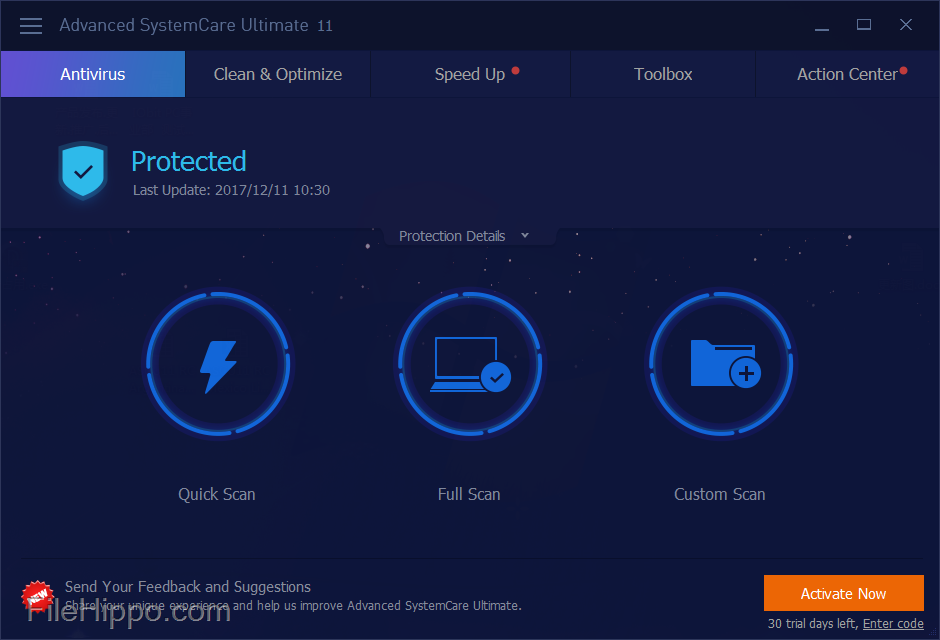 Advanced SystemCare Ultimate 11
Antivirus
Clean & Optimize
Speed Up
Toolbox
Action Center
Protected
Last Update: 2017/12/11 10:30
Protection Details
Quick Scan
Full Scan
Custom Scan
NEW
Send Your Feedback and Suggestions
Share your unique experience and help us improve Advanced SystemCare Ultimate.
FileHippo.com
Activate Now
30 trial days left, Enter code